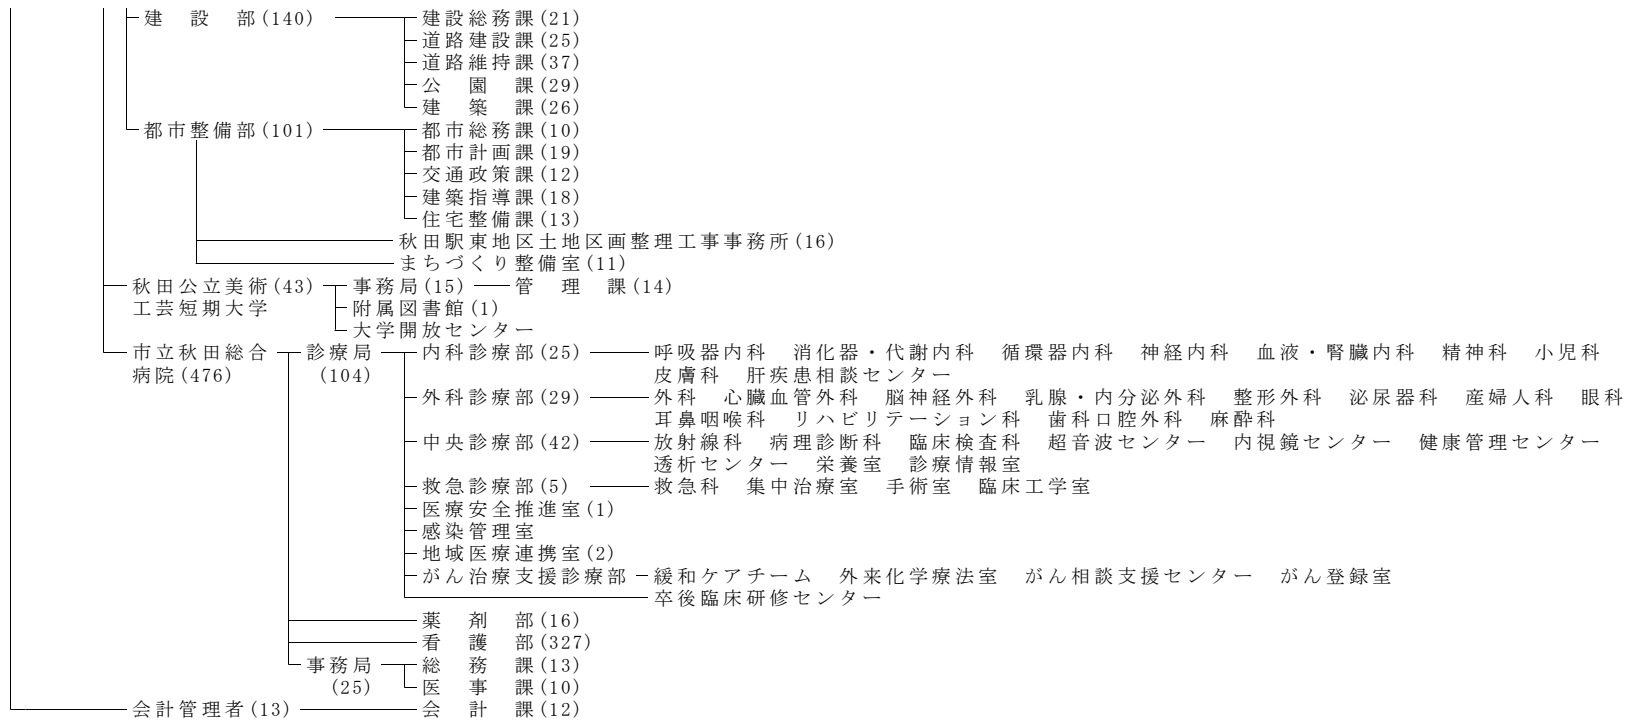 建　設　部(140)　建設総務課(21)
道路建設課(25)
道路維持課(37)
公　園　課(29)
建　築　課(26)
都市整備部(101)　都市総務課(10)
都市計画課(19)
交通政策課(12)
建築指導課(18)
住宅整備課(13)
秋田駅東地区土地区画整理工事事務所(16)
まちづくり整備室(11)
秋田公立美術(43)　事務局(15)　管　理　課(14)
工芸短期大学　附属図書館(1)
大学開放センター
市立秋田総合　診療局　内科診療部(25)　呼吸器内科　消化器・代謝内科　循環器内科　神経内科　血液・腎臓内科　精神科　小児科
病院(476)　(104)　皮膚科　肝疾患相談センター
外科診療部(29)　外科　心臓血管外科　脳神経外科　乳腺・内分泌外科　整形外科　泌尿器科　産婦人科　眼科
耳鼻咽喉科　リハビリテーション科　歯科口腔外科　麻酔科
中央診療部(42)　放射線科　病理診断科　臨床検査科　超音波センター　内視鏡センター　健康管理センター
透析センター　栄養室　診療情報室
救急診療部(5)　救急科　集中治療室　手術室　臨床工学室
医療安全推進室(1)
感染管理室
地域医療連携室(2)
がん治療支援診療部　緩和ケアチーム　外来化学療法室　がん相談支援センター　がん登録室
卒後臨床研修センター
薬　剤　部(16)
看　護　部(327)
事務局　総　務　課(13)
(25)　医　事　課(10)
会計管理者(13)　会　計　課(12)